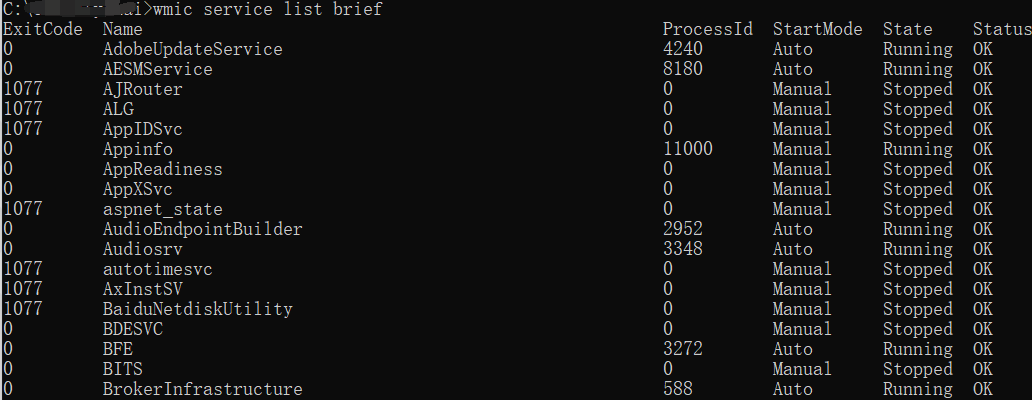 C:\>wmic service list brief
ExitCode  Name  ProcessId  StartMode  State  Status
0  AdobeUpdateService  4240  Auto  Running  OK
0  AESMService  8180  Auto  Running  OK
1077  AJRouter  0  Manual  Stopped  OK
1077  ALG  0  Manual  Stopped  OK
1077  AppIDSvc  0  Manual  Stopped  OK
0  Appinfo  11000  Manual  Running  OK
0  AppReadiness  0  Manual  Stopped  OK
0  AppXSvc  0  Manual  Stopped  OK
1077  aspnet_state  0  Manual  Stopped  OK
0  AudioEndpointBuilder  2952  Auto  Running  OK
0  Audiosrv  3348  Auto  Running  OK
1077  autotimesvc  0  Manual  Stopped  OK
1077  AxInstSV  0  Manual  Stopped  OK
1077  BaiduNetdiskUtility  0  Manual  Stopped  OK
0  BDESVC  0  Manual  Stopped  OK
0  BFE  3272  Auto  Running  OK
0  BITS  0  Manual  Stopped  OK
0  BrokerInfrastructure  588  Auto  Running  OK